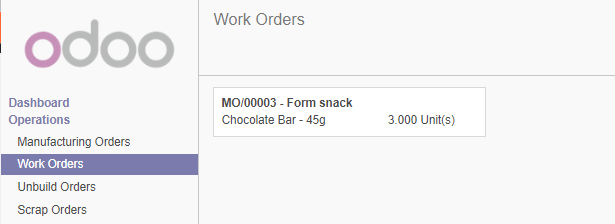 odoo
Work Orders
Dashboard
Operations
Manufacturing Orders
Work Orders
Unbuild Orders
Scrap Orders
MO/00003 - Form snack
Chocolate Bar - 45g 3.000 Unit(s)